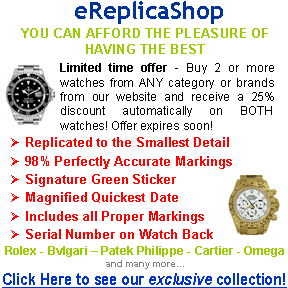 eReplicaShop
YOU CAN AFFORD THE PLEASURE OF
HAVING THE BEST
Limited time offer - Buy 2 or more
watches from ANY category or brands
from our website and receive a 25%
discount automatically on BOTH
watches! Offer expires soon!
➢ Replicated to the Smallest Detail
➢ 98% Perfectly Accurate Markings
➢ Signature Green Sticker
➢ Magnified Quickest Date
➢ Includes all Proper Markings
➢ Serial Number on Watch Back
Rolex - Bvlgari – Patek Philippe - Cartier - Omega
and many more...
Click Here to see our exclusive collection!